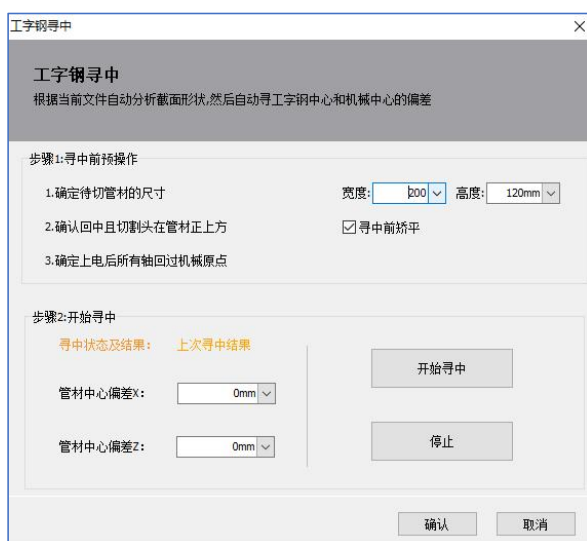 工字钢寻中
工字钢寻中
根据当前文件自动分析截面形状,然后自动寻工字钢中心和机械中心的偏差
步骤1:寻中前预操作
1.确定待切管材的尺寸 宽度: 200 高度: 120mm
2.确认回中且切割头在管材正上方 寻中前矫平
3.确定上电后所有轴回过机械原点
步骤2:开始寻中
寻中状态及结果: 上次寻中结果
开始寻中
管材中心偏差X: 0mm
管材中心偏差Z: 0mm
停止
确认 取消